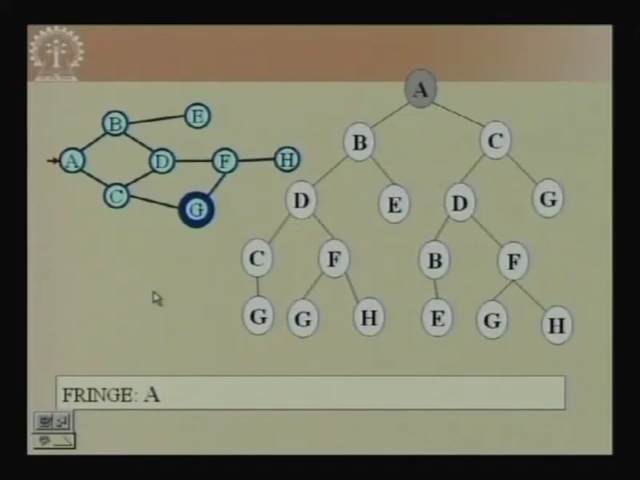 A
B E
B C
A D F H
D E D G
C G
C F B F
G G H E G H
FRINGE: A